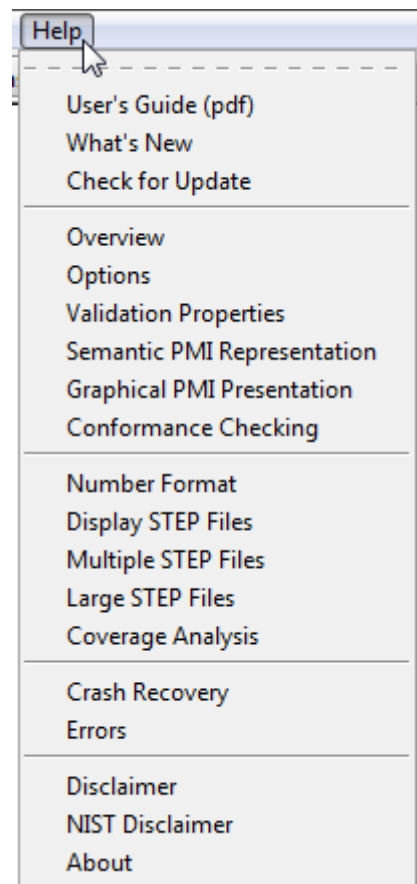 Help
User's Guide (pdf)
What's New
Check for Update
Overview
Options
Validation Properties
Semantic PMI Representation
Graphical PMI Presentation
Conformance Checking
Number Format
Display STEP Files
Multiple STEP Files
Large STEP Files
Coverage Analysis
Crash Recovery
Errors
Disclaimer
NIST Disclaimer
About